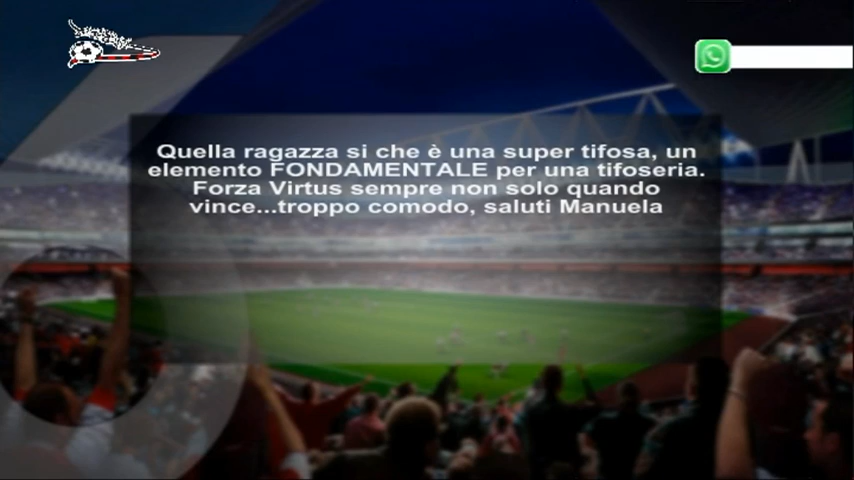 Quella ragazza si che è una super tifosa, un
elemento FONDAMENTALE per una tifoseria.
Forza Virtus sempre non solo quando
vince...troppo comodo, saluti Manuela